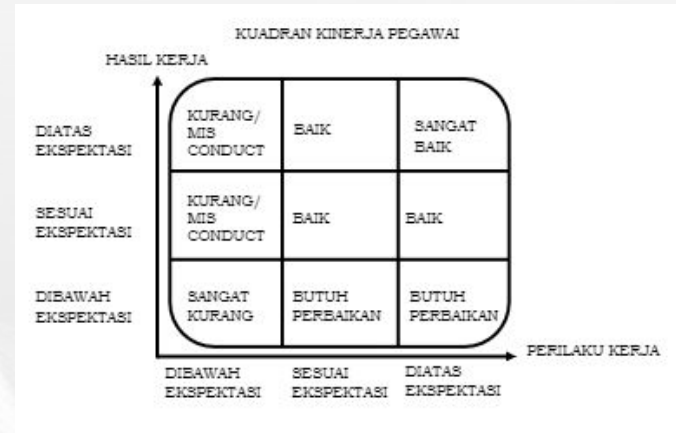 KUADRAN KINERJA PEGAWAI
HASIL KERJA
DIATAS
EKSPEKTASI
KURANG/
MIS
CONDUCT
BAIK
SANGAT
BAIK
SESUAI
EKSPEKTASI
KURANG/
MIS
CONDUCT
BAIK
BAIK
DIBAWAH
EKSPEKTASI
SANGAT
KURANG
BUTUH
PERBAIKAN
BUTUH
PERBAIKAN
PERILAKU KERJA
DIBAWAH
EKSPEKTASI
SESUAI
EKSPEKTASI
DIATAS
EKSPEKTASI